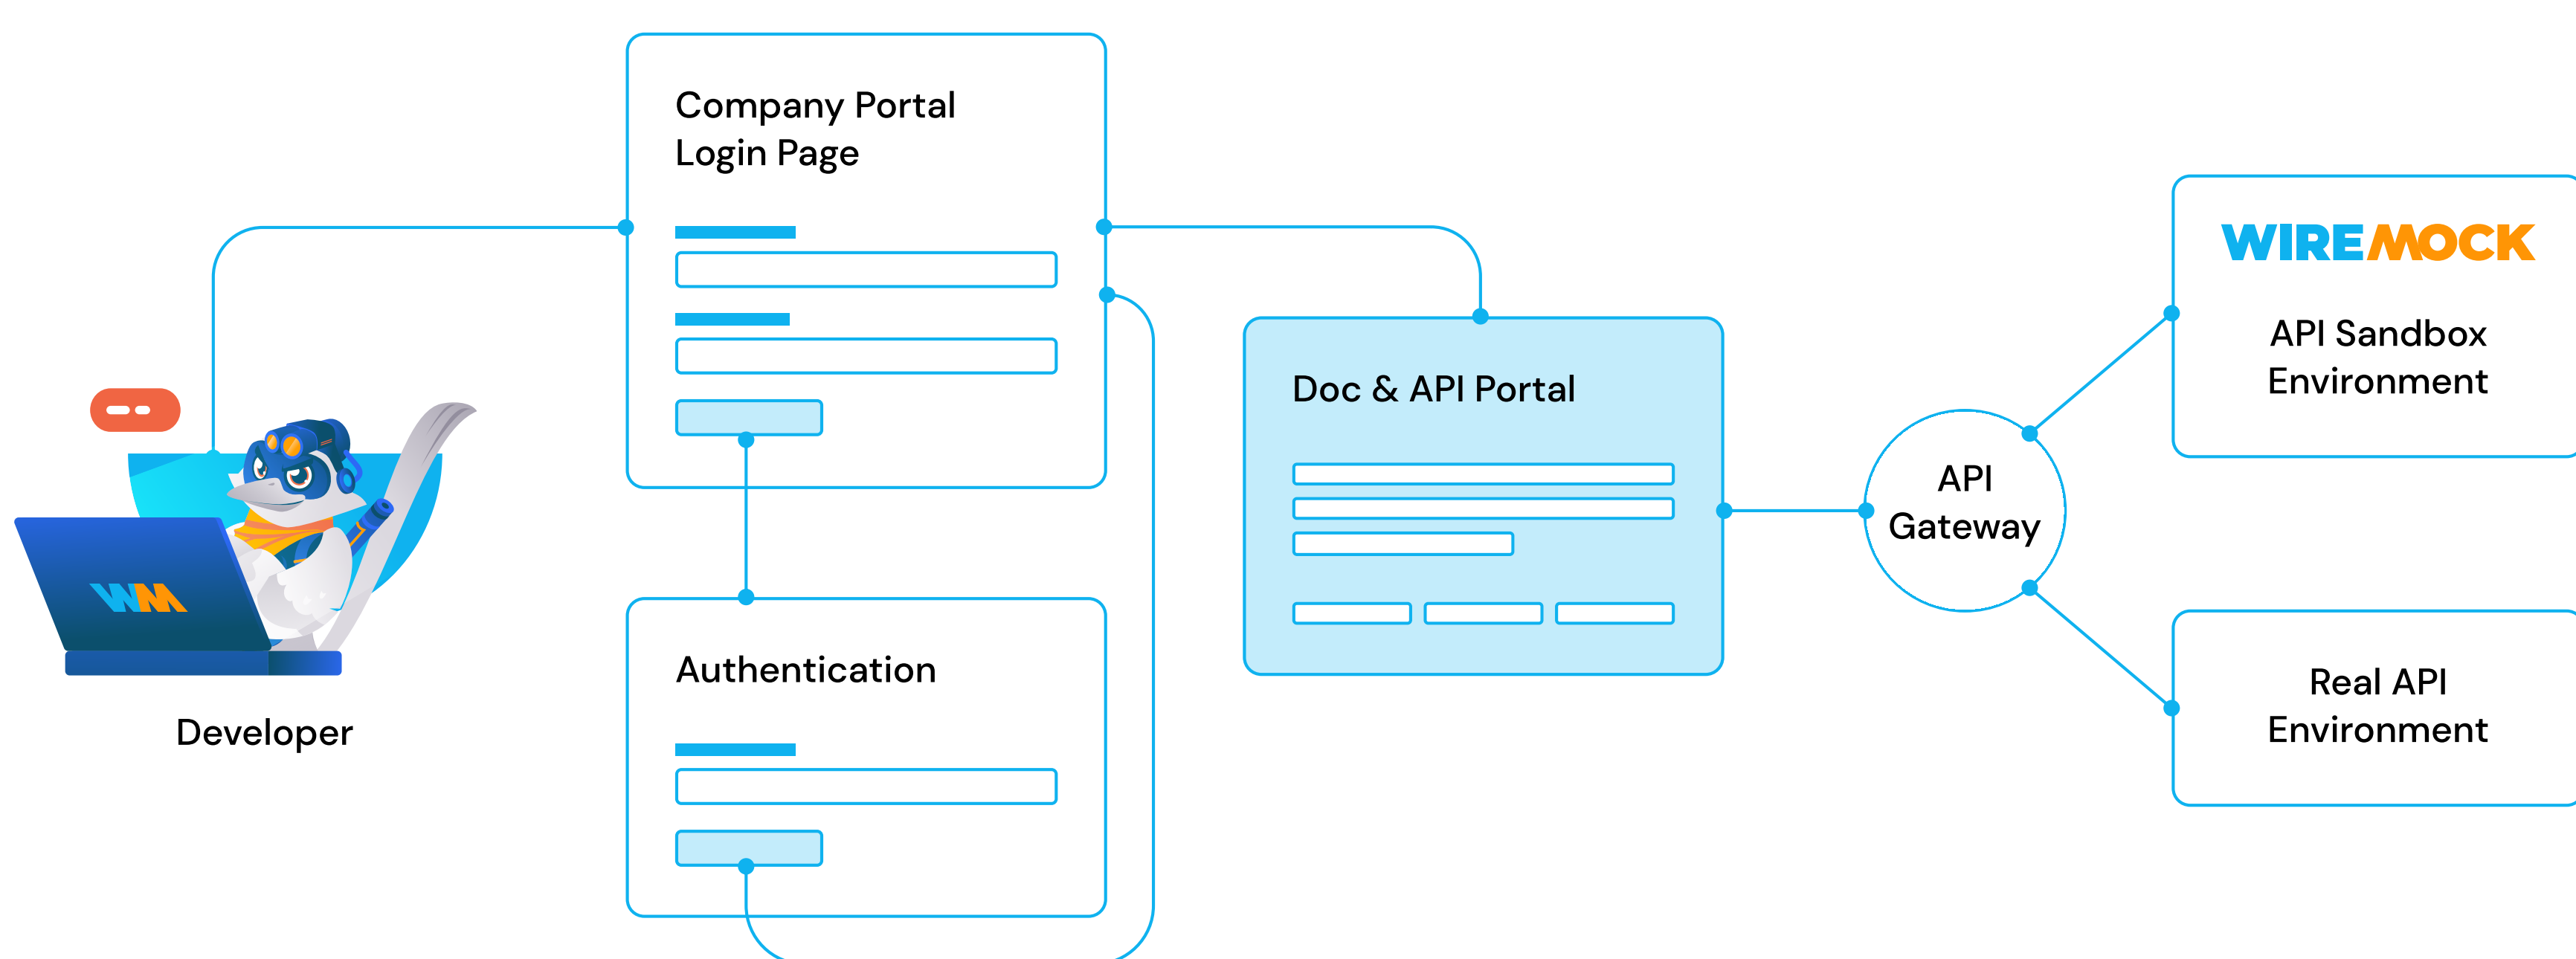 Company Portal
Login Page
Doc & API Portal
WIREMOCK
API Sandbox
Environment
API
Gateway
WM
Authentication
Real API
Environment
Developer